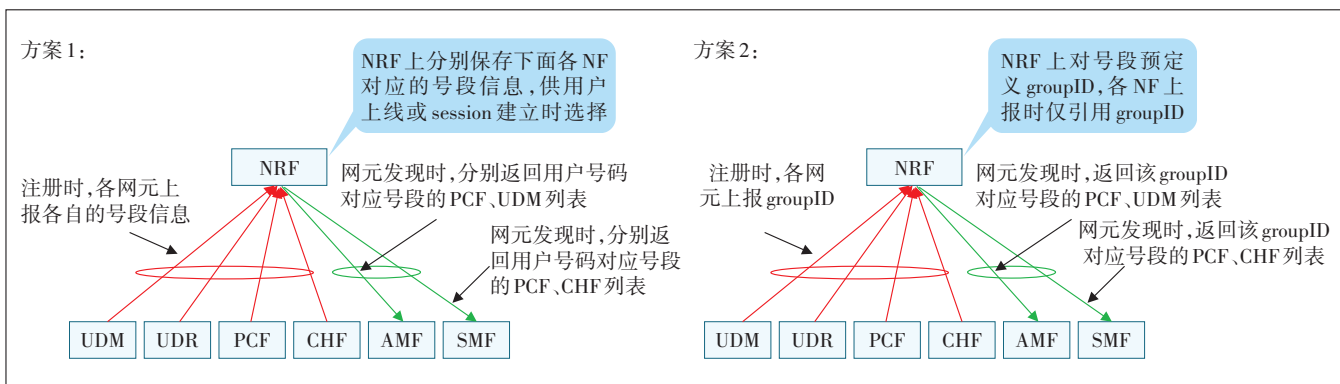 方案1：
NRF上分别保存下面各NF
对应的号段信息，供用户
上线或session建立时选择
NRF
注册时，各网元上
报各自的号段信息
网元发现时，分别返回用户号码
对应号段的PCF、UDM列表
网元发现时，分别返
回用户号码对应号段
的PCF、CHF列表
UDM
UDR
PCF
CHF
AMF
SMF
方案2：
NRF上对号段预定
义groupID，各NF上
报时仅引用groupID
NRF
注册时，各网
元上报groupID
网元发现时，返回该groupID
对应号段的PCF、UDM列表
网元发现时，返回该groupID
对应号段的PCF、CHF列表
UDM
UDR
PCF
CHF
AMF
SMF